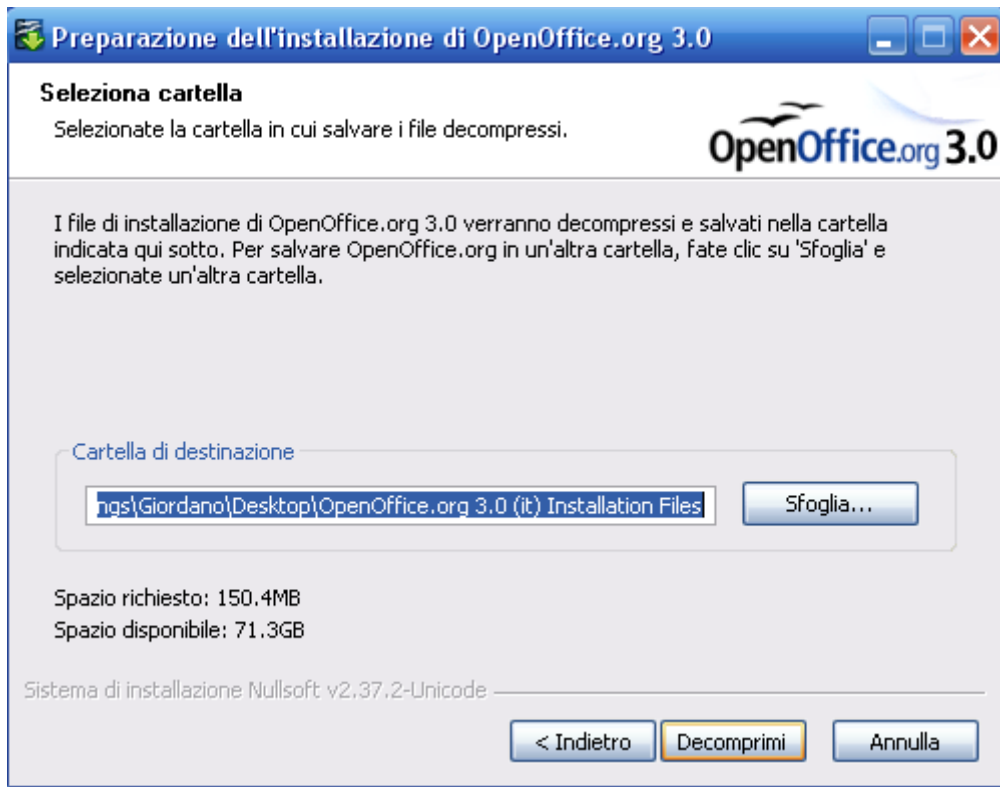 Preparazione dell'installazione di OpenOffice.org 3.0
Seleziona cartella
Selezionate la cartella in cui salvare i file decompressi.
OpenOffice.org 3.0
I file di installazione di OpenOffice.org 3.0 verranno decompressi e salvati nella cartella
indicata qui sotto. Per salvare OpenOffice.org in un'altra cartella, fate clic su 'Sfoglia' e
selezionate un'altra cartella.
Cartella di destinazione
ngs\Giordano\Desktop\OpenOffice.org 3.0 (it) Installation Files
Sfoglia...
Spazio richiesto: 150.4MB
Spazio disponibile: 71.3GB
Sistema di installazione Nullsoft v2.37.2-Unicode
< Indietro
Decomprimi
Annulla